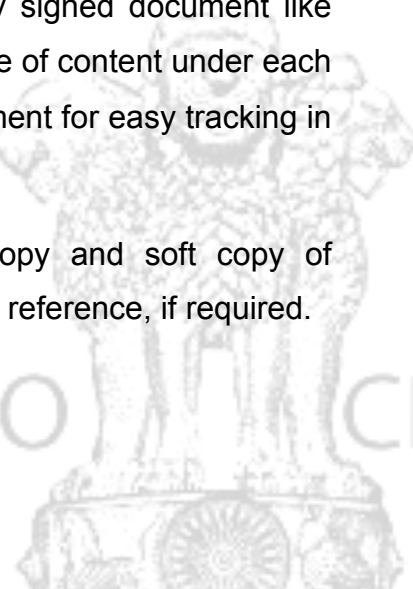 signed document like
e of content under each
ment for easy tracking in
opy and soft copy of
reference, if required.
O C